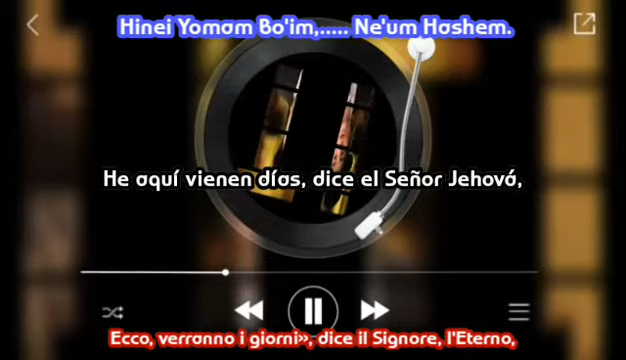 Hinei Yomam Bo'im,..... Ne'um Hashem.
He aquí vienen días, dice el Señor Jehová,
Ecco, verranno i giorni», dice il Signore, l'Eterno,